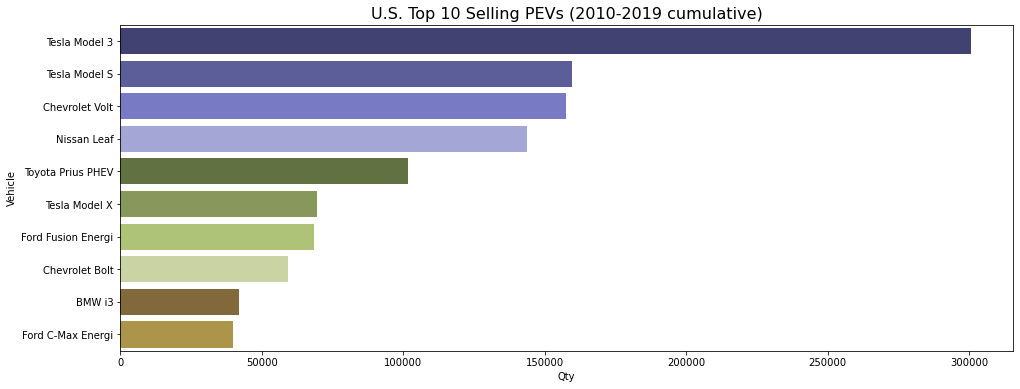 U.S. Top 10 Selling PEVs (2010-2019 cumulative)
Vehicle
Tesla Model 3
Tesla Model S
Chevrolet Volt
Nissan Leaf
Toyota Prius PHEV
Tesla Model X
Ford Fusion Energi
Chevrolet Bolt
BMW i3
Ford C-Max Energi
0 50000 100000 150000 200000 250000 300000
Qty